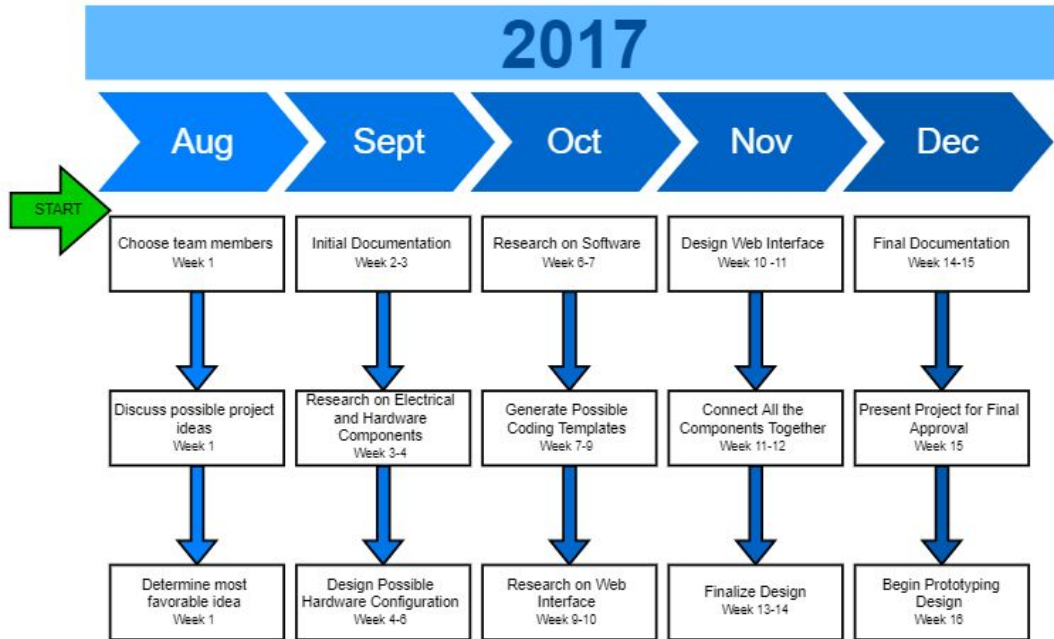 2017
Aug
Sept
Oct
Nov
Dec
START
Choose team members
Week 1
Initial Documentation
Week 2-3
Research on Software
Week 6-7
Design Web Interface
Week 10 -11
Final Documentation
Week 14-15
Discuss possible project
ideas
Week 1
Research on Electrical
and Hardware
Components
Week 3-4
Generate Possible
Coding Templates
Week 7-9
Connect All the
Components Together
Week 11-12
Present Project for Final
Approval
Week 15
Determine most
favorable idea
Week 1
Design Possible
Hardware Configuration
Week 4-6
Research on Web
Interface
Week 9-10
Finalize Design
Week 13-14
Begin Prototyping
Design
Week 16